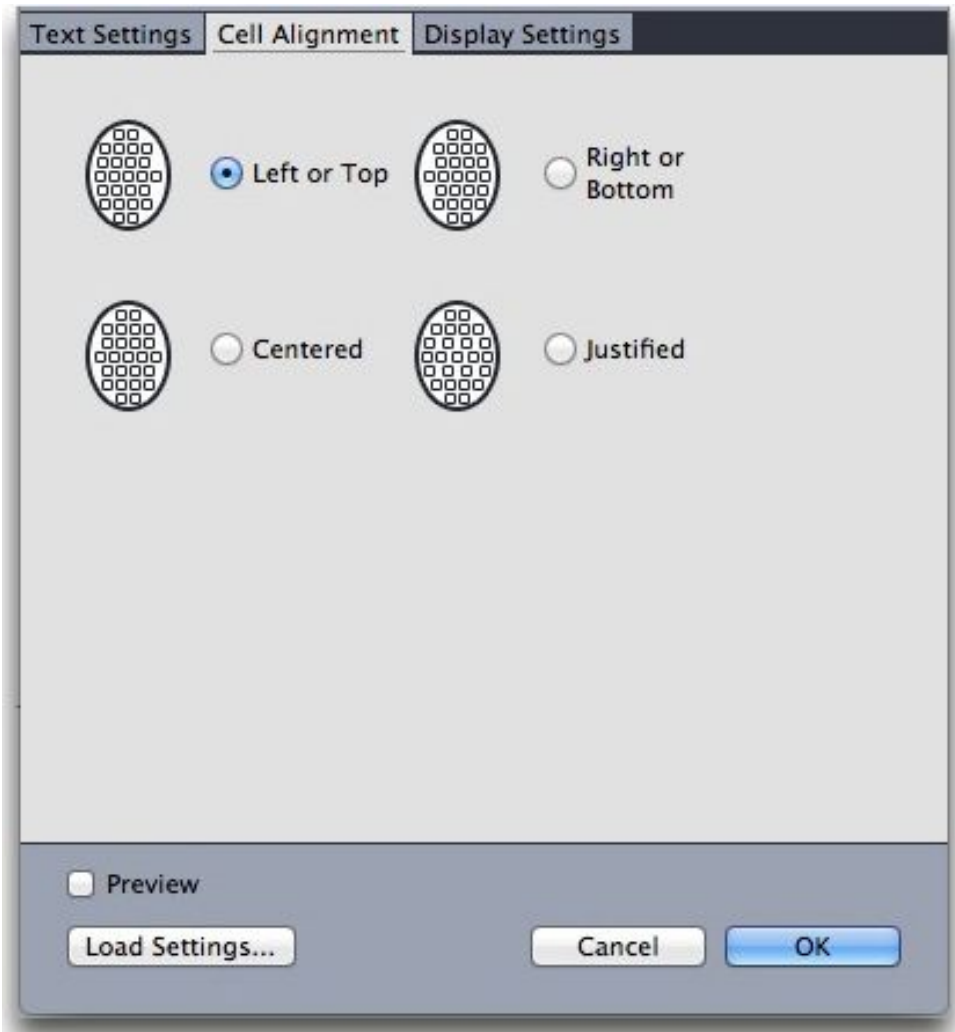 Text Settings Cell Alignment Display Settings
Left or Top
Right or
Bottom
Centered
Justified
Preview
Load Settings... Cancel OK